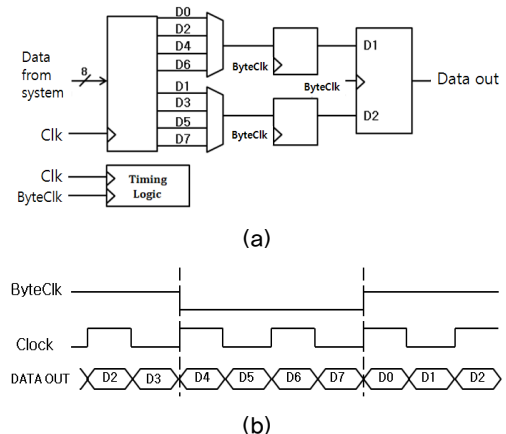 D0
D2
D4
D6
D1
D3
D5
D7
Data
from
system
8
Clk
ByteClk
ByteClk
ByteClk
D1
D2
Data out
Clk
ByteClk
Timing
Logic
(a)
ByteClk
Clock
DATA OUT D2 D3 D4 D5 D6 D7 D0 D1 D2
(b)